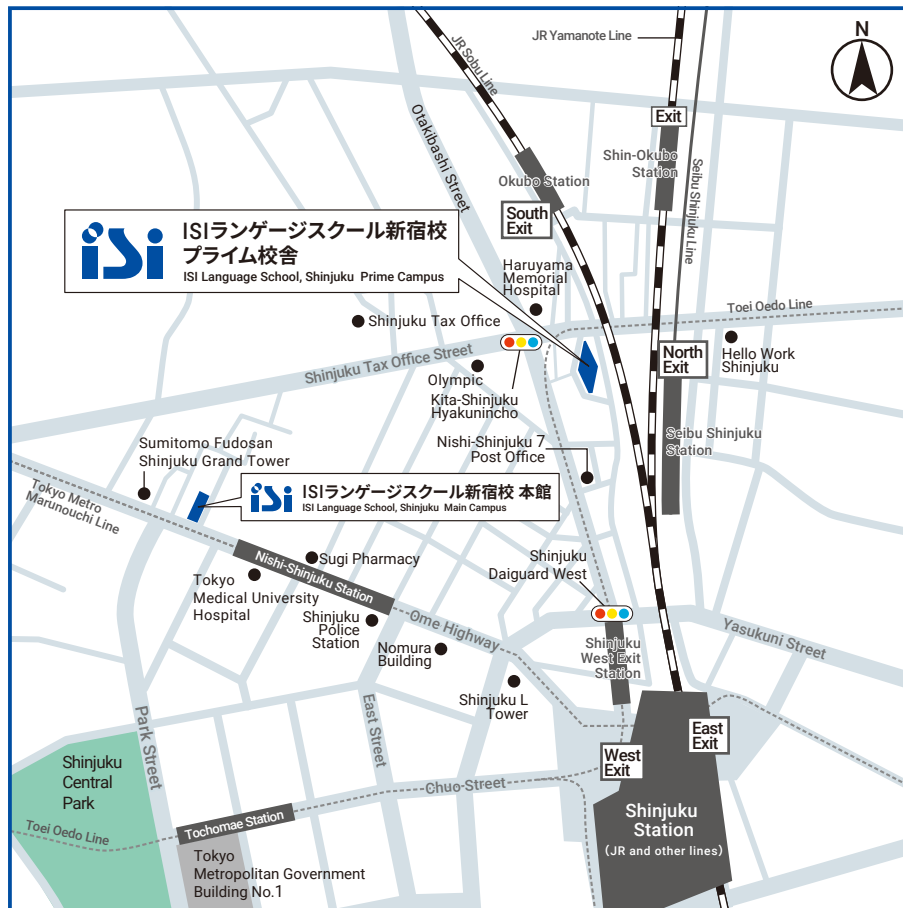 N
JR Yamanote Line
JR Sobu Line
Otakibashi Street
Exit
Shin-Okubo
Station
Seibu Shinjuku Line
Okubo Station
South
Exit
isi
ISIランゲージスクール新宿校
プライム校舎
ISI Language School, Shinjuku Prime Campus
Haruyama
Memorial
Hospital
Toei Oedo Line
Shinjuku Tax Office
Shinjuku Tax Office Street
North
Exit
Hello Work
Shinjuku
Olympic
Kita-Shinjuku
Hyakunincho
Seibu Shinjuku
Station
Nishi-Shinjuku 7
Post Office
Sumitomo Fudosan
Shinjuku Grand Tower
Tokyo Metro
Marunouchi Line
isi
ISIランゲージスクール新宿校 本館
ISI Language School, Shinjuku Main Campus
Nishi-Shinjuku Station
Sugi Pharmacy
Shinjuku
Daiguard West
Tokyo
Medical University
Hospital
Shinjuku
Police
Station
Ome Highway
Nomura
Building
Shinjuku
West Exit
Station
Yasukuni Street
Shinjuku L
Tower
Park Street
East Street
East
Exit
West
Exit
Shinjuku
Central
Park
Chuo Street
Tochomae Station
Toei Oedo Line
Shinjuku
Station
(JR and other lines)
Tokyo
Metropolitan Government
Building No.1